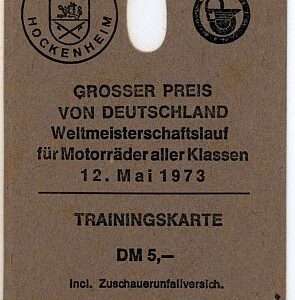 HOCKENHEIM
GROSSER PREIS
VON DEUTSCHLAND
Weltmeisterschaftslauf
für Motorräder aller Klassen
12. Mai 1973
TRAININGSKARTE
DM 5,—
Incl. Zuschauerunfallversich.